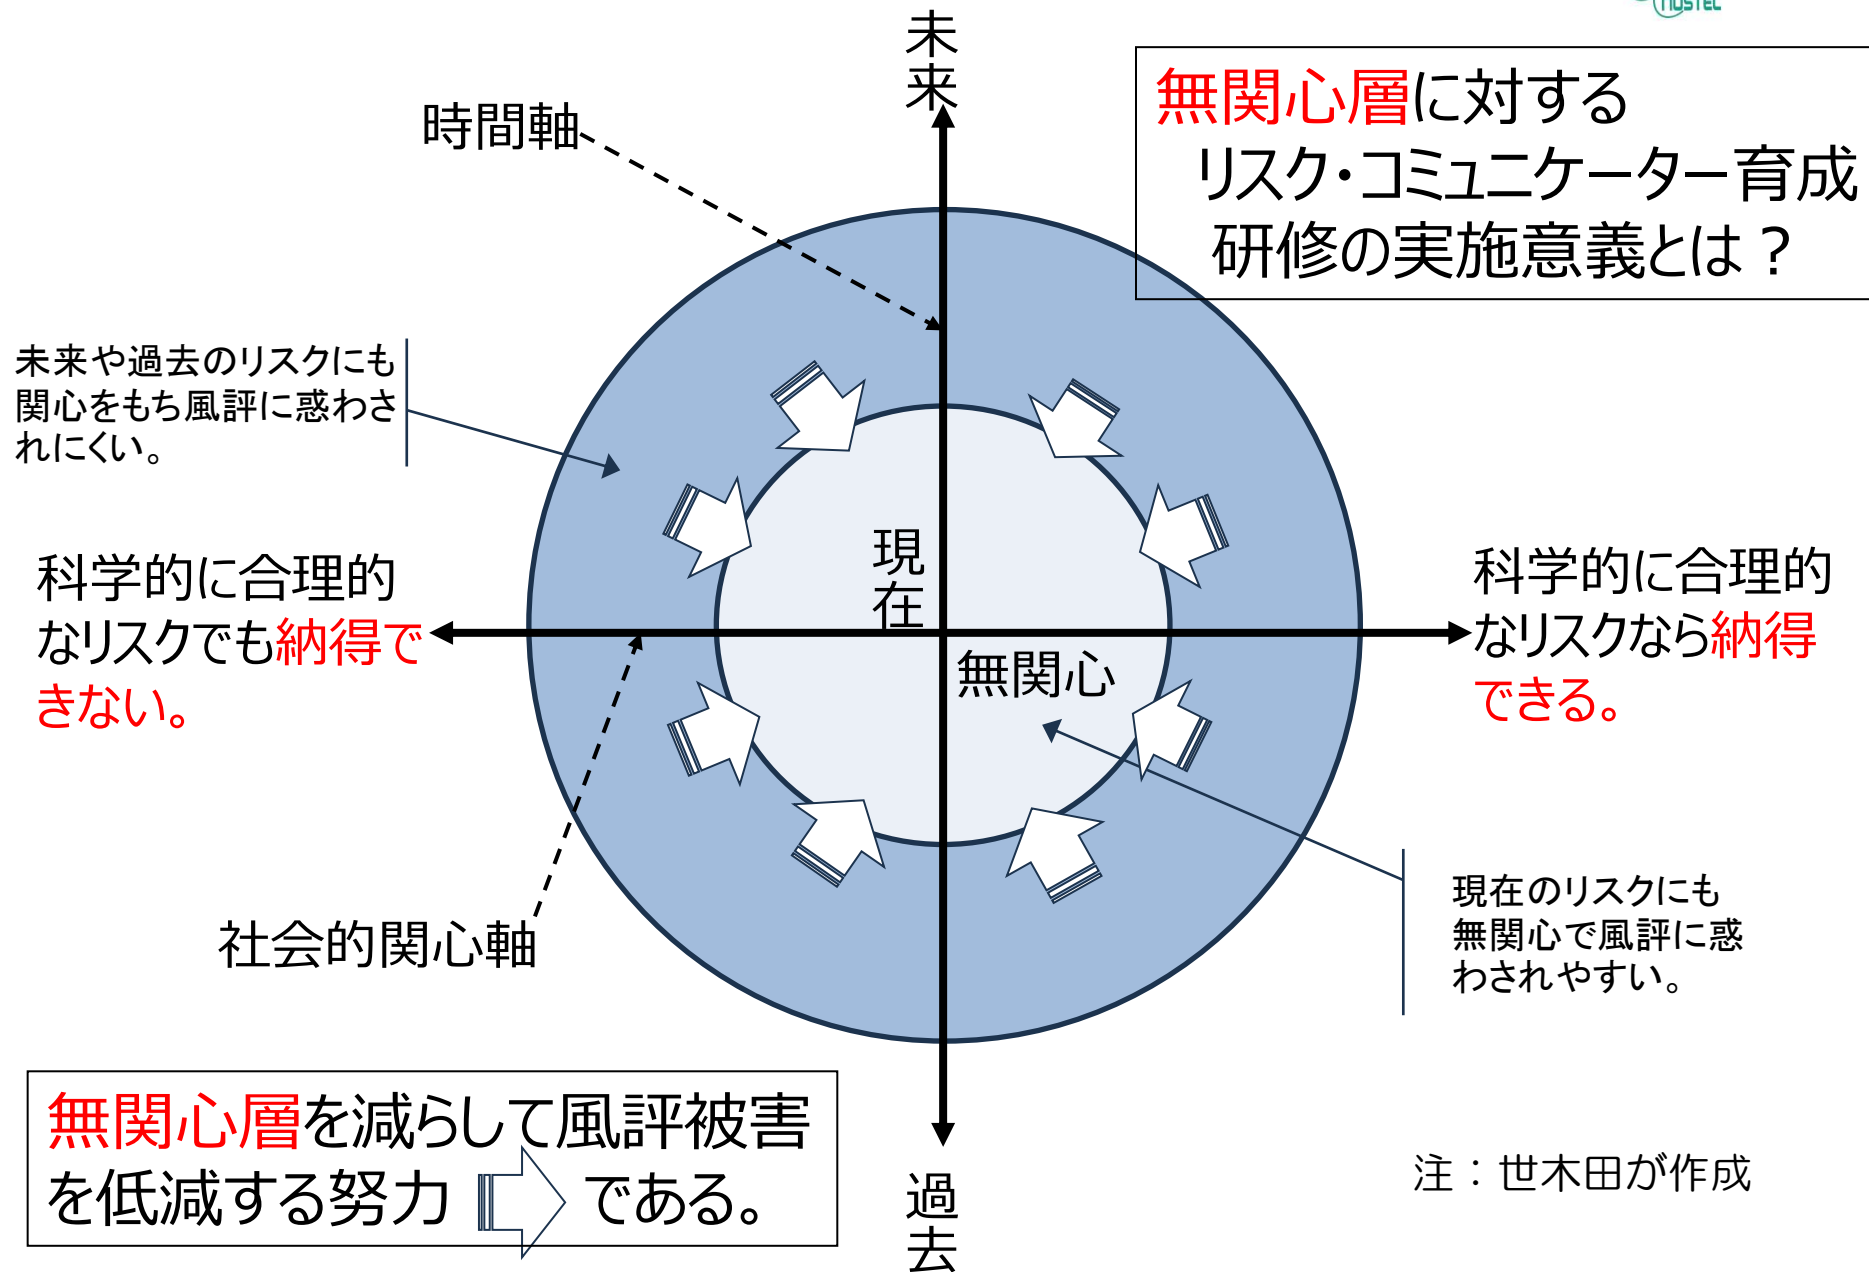 HOSTEC
未来
無関心層に対する
リスク・コミュニケーター育成
研修の実施意義とは？
時間軸
未来や過去のリスクにも
関心をもち風評に惑わさ
れにくい。
現在
科学的に合理的
なリスクでも納得で
きない。
科学的に合理的
なリスクなら納得
できる。
無関心
社会的関心軸
現在のリスクにも
無関心で風評に惑
わされやすい。
無関心層を減らして風評被害
を低減する努力 である。
注：世木田が作成
過去